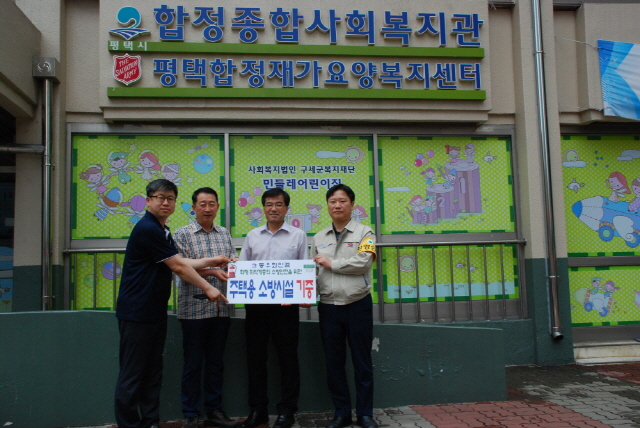 평택시
합정종합사회복지관
THE SALVATION ARMY
평택합정재가요양복지센터
사회복지법인 구세군복지재단
민들레어린이집
주택용 소방시설 기증